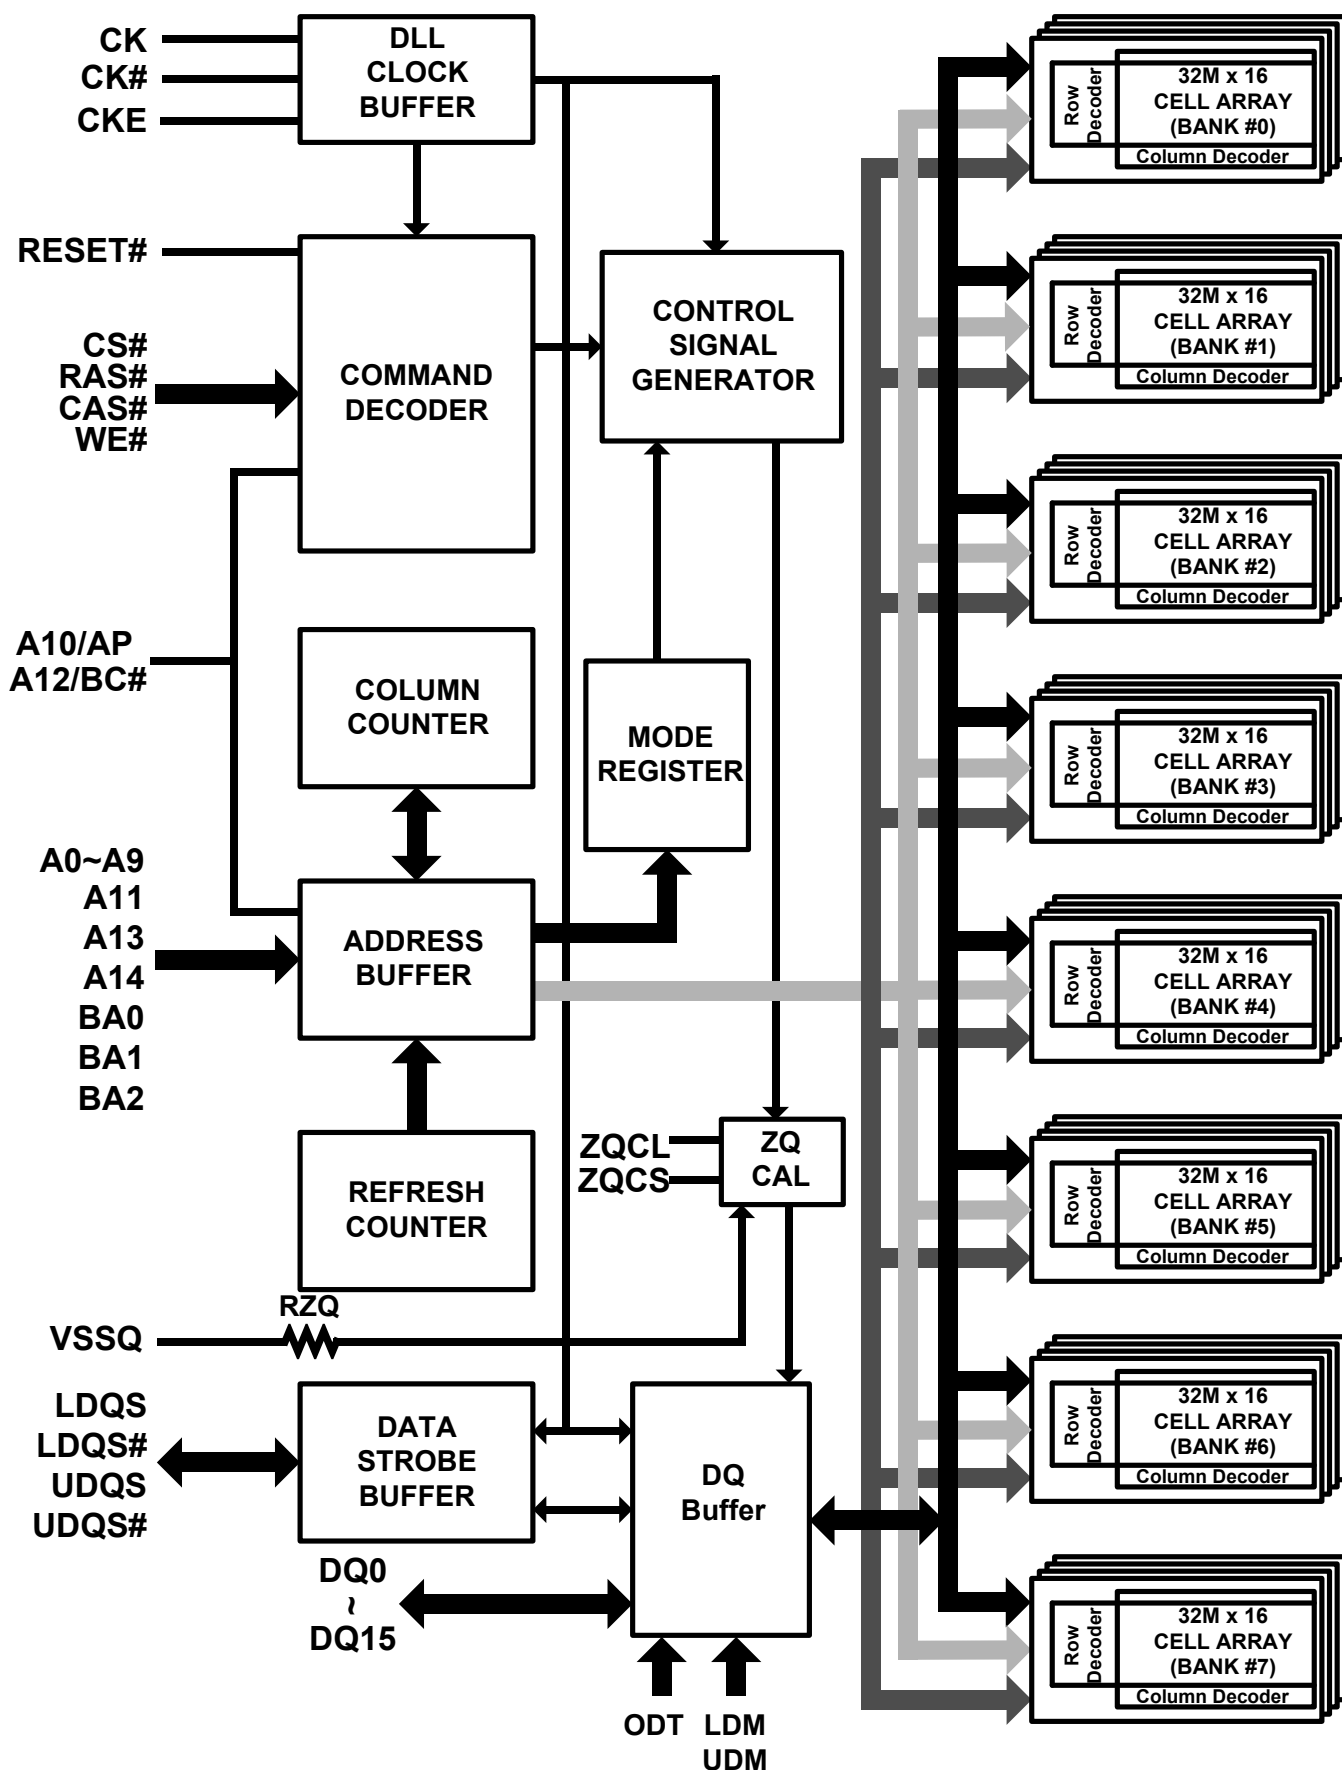 CK
CK#
CKE
DLL
CLOCK
BUFFER
RESET#
CS#
RAS#
CAS#
WE#
COMMAND
DECODER
CONTROL
SIGNAL
GENERATOR
A10/AP
A12/BC#
COLUMN
COUNTER
MODE
REGISTER
A0~A9
A11
A13
A14
BA0
BA1
BA2
ADDRESS
BUFFER
REFRESH
COUNTER
ZQCL
ZQCS
ZQ
CAL
RZQ
VSSQ
LDQS
LDQS#
UDQS
UDQS#
DATA
STROBE
BUFFER
DQ
Buffer
DQ0
~
DQ15
ODT
LDM
UDM
Row
Decoder
32M x 16
CELL ARRAY
(BANK #0)
Column Decoder
Row
Decoder
32M x 16
CELL ARRAY
(BANK #1)
Column Decoder
Row
Decoder
32M x 16
CELL ARRAY
(BANK #2)
Column Decoder
Row
Decoder
32M x 16
CELL ARRAY
(BANK #3)
Column Decoder
Row
Decoder
32M x 16
CELL ARRAY
(BANK #4)
Column Decoder
Row
Decoder
32M x 16
CELL ARRAY
(BANK #5)
Column Decoder
Row
Decoder
32M x 16
CELL ARRAY
(BANK #6)
Column Decoder
Row
Decoder
32M x 16
CELL ARRAY
(BANK #7)
Column Decoder